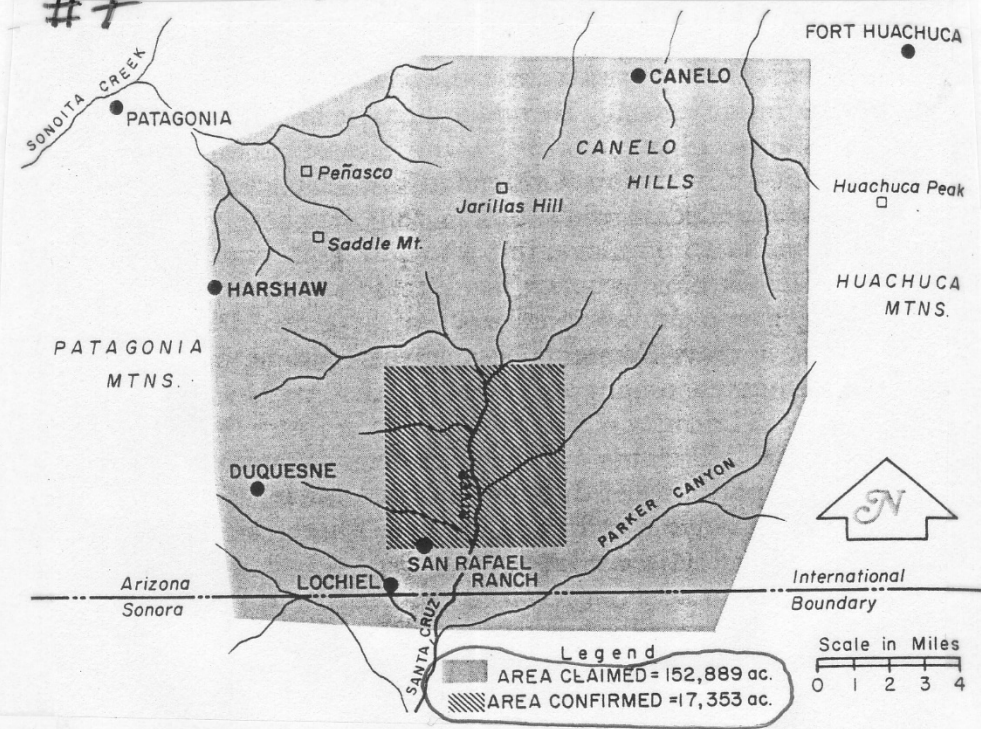 #7
FORT HUACHUCA
CANELO
SONOITA CREEK
PATAGONIA
CANELO
HILLS
Peñasco
Jarillas Hill
Huachuca Peak
Saddle Mt.
HARSHAW
HUACHUCA
MTNS.
PATAGONIA
MTNS.
DUQUESNE
RIVER
PARKER CANYON
N
SAN RAFAEL
RANCH
LOCHIEL
Arizona
Sonora
International
Boundary
SANTA CRUZ
Legend
AREA CLAIMED = 152,889 ac.
AREA CONFIRMED = 17,353 ac.
Scale in Miles
0 1 2 3 4